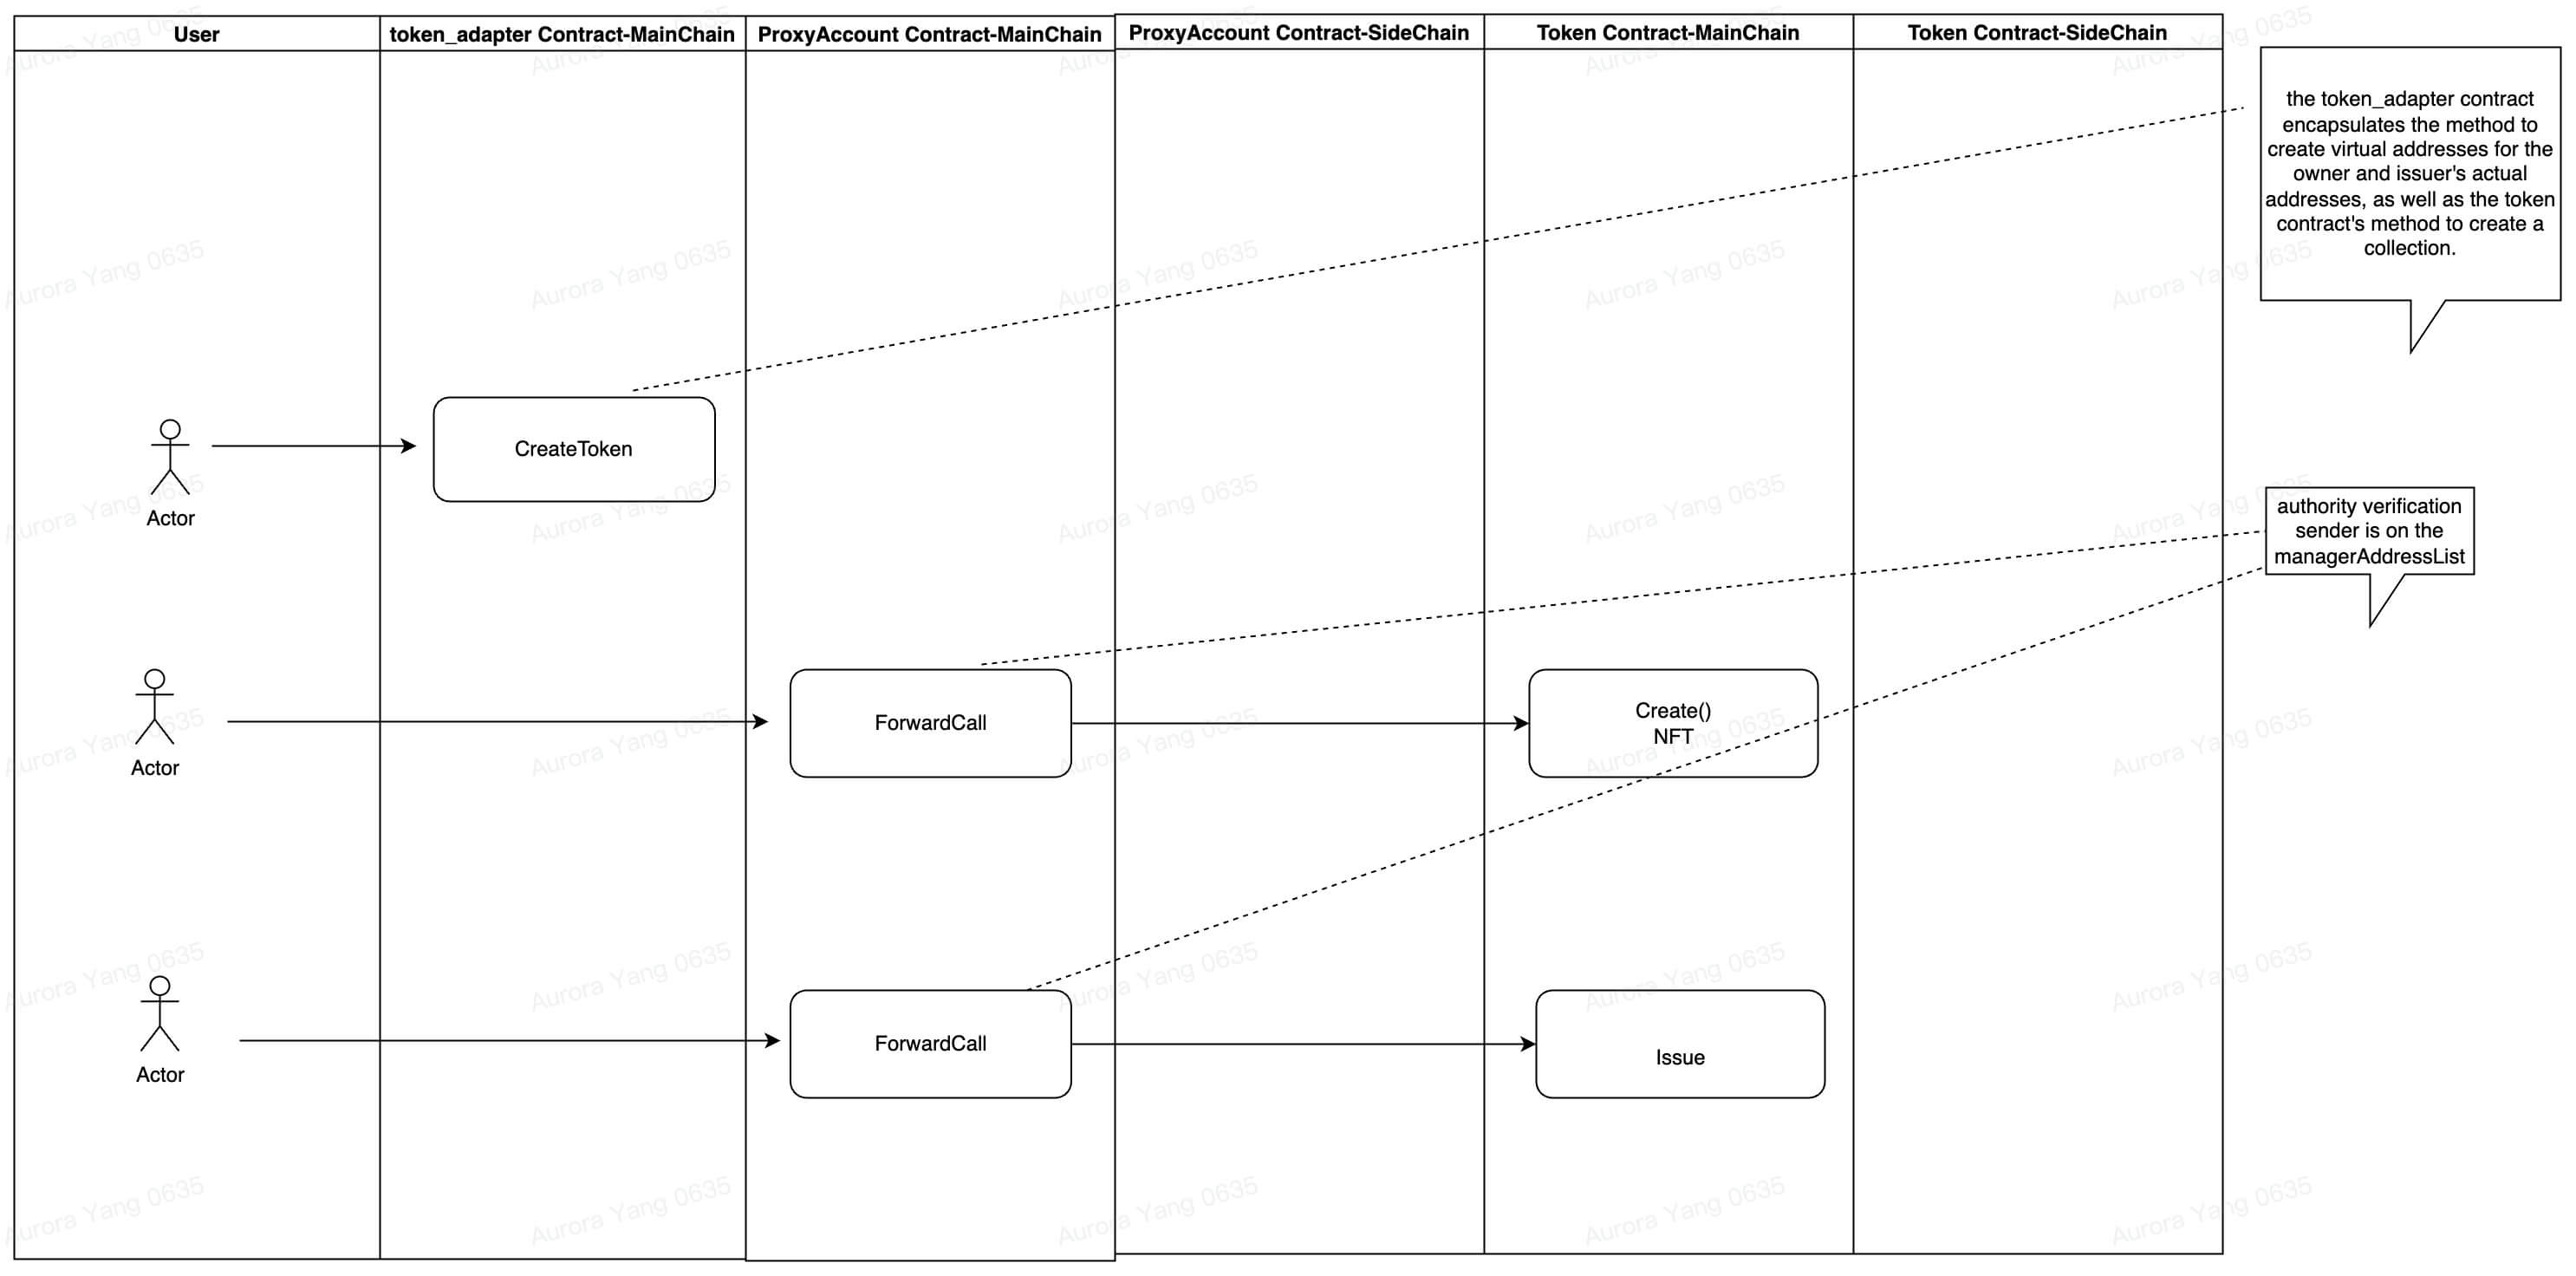 User
token_adapter Contract-MainChain
ProxyAccount Contract-MainChain
ProxyAccount Contract-SideChain
Token Contract-MainChain
Token Contract-SideChain
the token_adapter contract
encapsulates the method to
create virtual addresses for the
owner and issuer's actual
addresses, as well as the token
contract's method to create a
collection.
CreateToken
Actor
authority verification
sender is on the
managerAddressList
Actor
ForwardCall
Create()
NFT
Actor
ForwardCall
Issue
Aurora Yang 0635